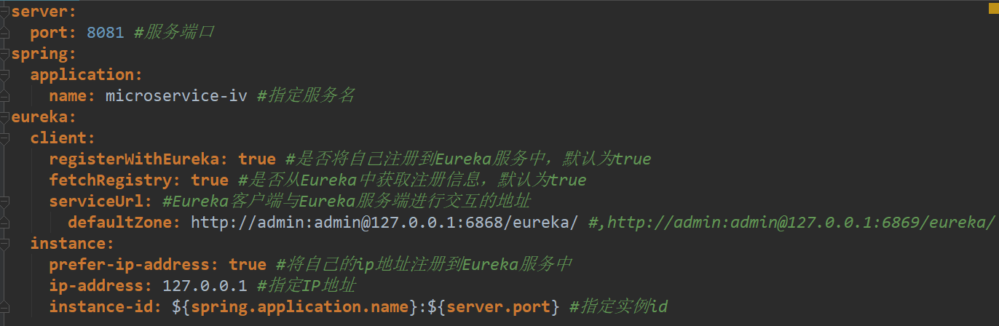 server:
  port: 8081 #服务端口
spring:
  application:
    name: microservice-iv #指定服务名
eureka:
  client:
    registerWithEureka: true #是否将自己注册到Eureka服务中，默认为true
    fetchRegistry: true #是否从Eureka中获取注册信息，默认为true
    serviceUrl: #Eureka客户端与Eureka服务端进行交互的地址
      defaultZone: http://admin:admin@127.0.0.1:6868/eureka/ #,http://admin:admin@127.0.0.1:6869/eureka/
  instance:
    prefer-ip-address: true #将自己的ip地址注册到Eureka服务中
    ip-address: 127.0.0.1 #指定IP地址
    instance-id: ${spring.application.name}:${server.port} #指定实例id